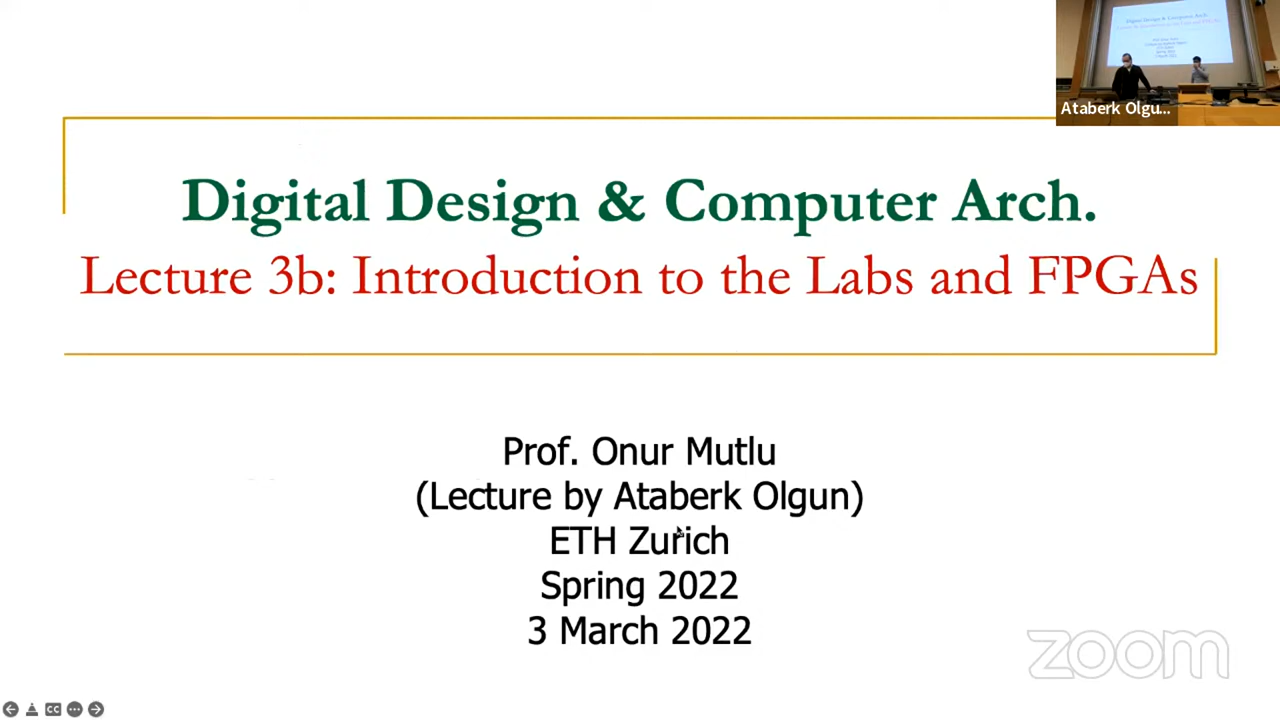 Digital Design & Computer Arch.
Lecture 3b: Introduction to the Labs and FPGAs
Prof. Onur Mutlu
(Lecture by Ataberk Olgun)
ETH Zurich
Spring 2022
3 March 2022
Ataberk Olgu...
zoom
CC